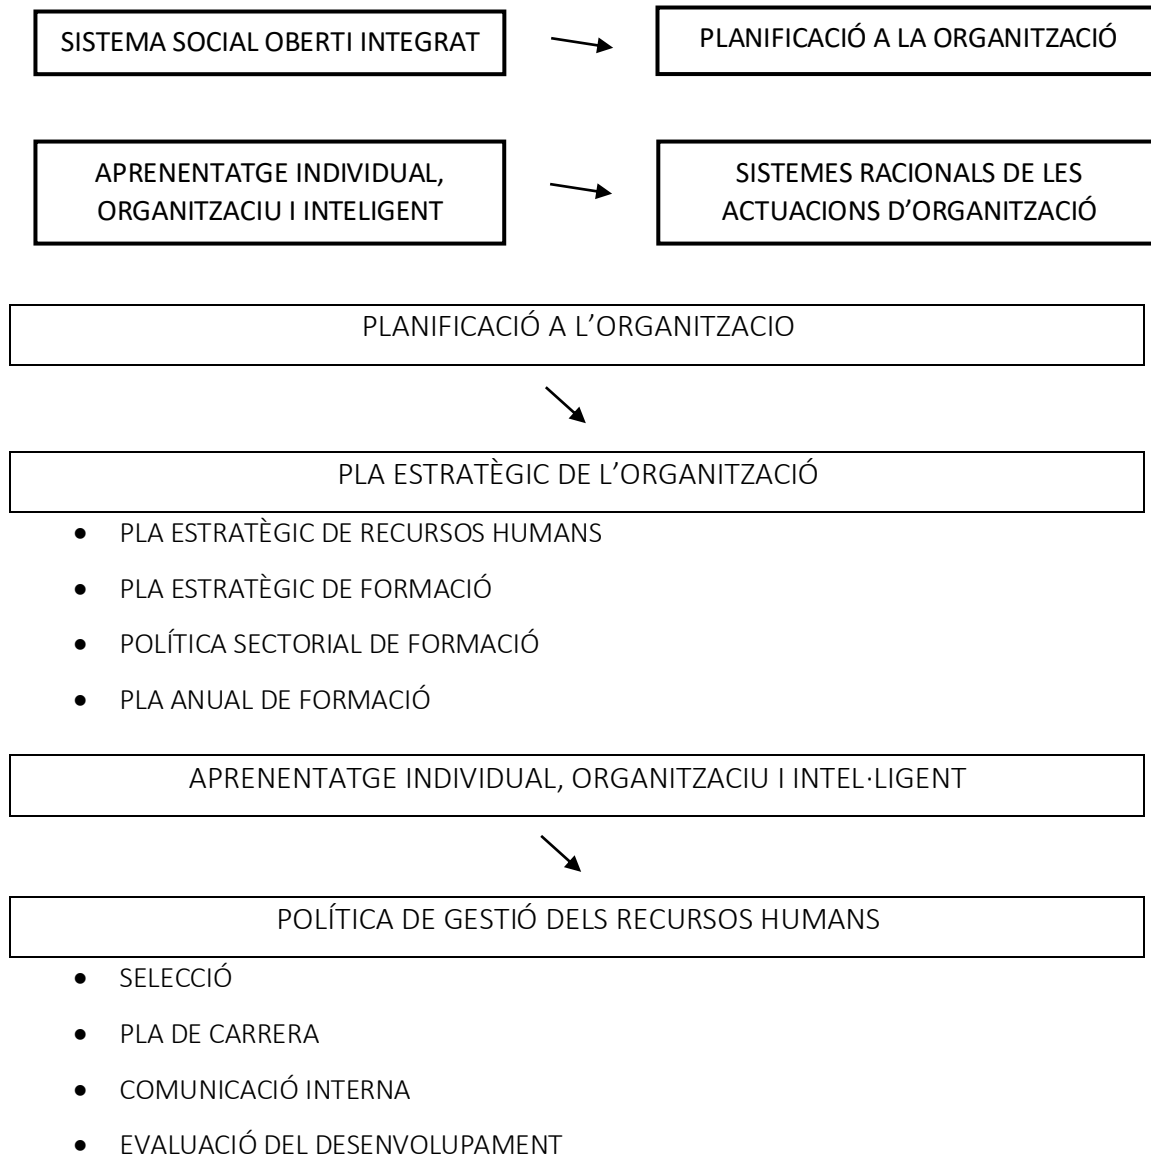 SISTEMA SOCIAL OBERTI INTEGRAT
PLANIFICACIÓ A LA ORGANITZACIÓ
APRENENTATGE INDIVIDUAL,
ORGANITZACIU I INTELIGENT
SISTEMES RACIONALS DE LES
ACTUACIONS D’ORGANITZACIÓ
PLANIFICACIÓ A L’ORGANITZACIO
PLA ESTRATÈGIC DE L’ORGANITZACIÓ
• PLA ESTRATÈGIC DE RECURSOS HUMANS
• PLA ESTRATÈGIC DE FORMACIÓ
• POLÍTICA SECTORIAL DE FORMACIÓ
• PLA ANUAL DE FORMACIÓ
APRENENTATGE INDIVIDUAL, ORGANITZACIU I INTEL·LIGENT
POLÍTICA DE GESTIÓ DELS RECURSOS HUMANS
• SELECCIÓ
• PLA DE CARRERA
• COMUNICACIÓ INTERNA
• EVALUACIÓ DEL DESENVOLUPAMENT